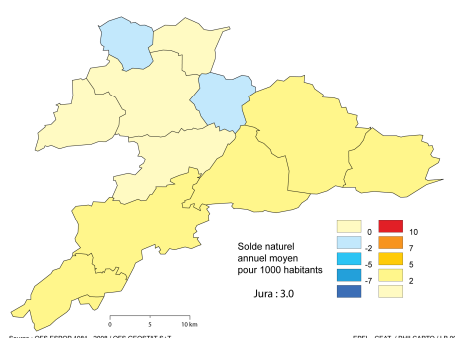 Solde naturel
annuel moyen
pour 1000 habitants
Jura : 3.0
0 10
-2 7
-5 5
-7 2
0 5 10 km